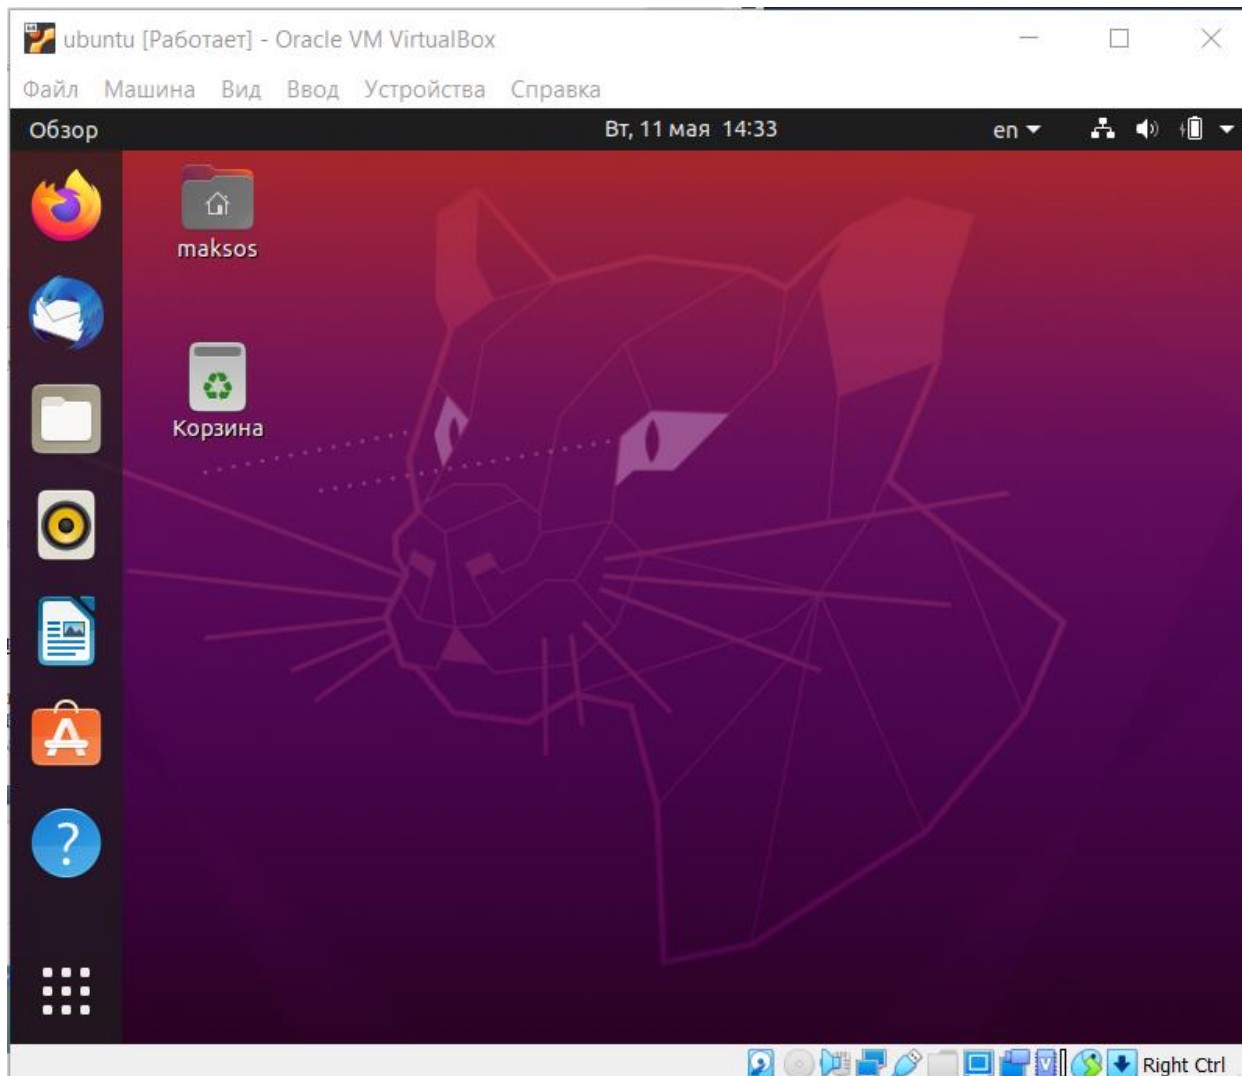 ubuntu [Работает] - Oracle VM VirtualBox
Файл Машина Вид Ввод Устройства Справка
Обзор Вт, 11 мая 14:33 en
maksos
Корзина
Right Ctrl